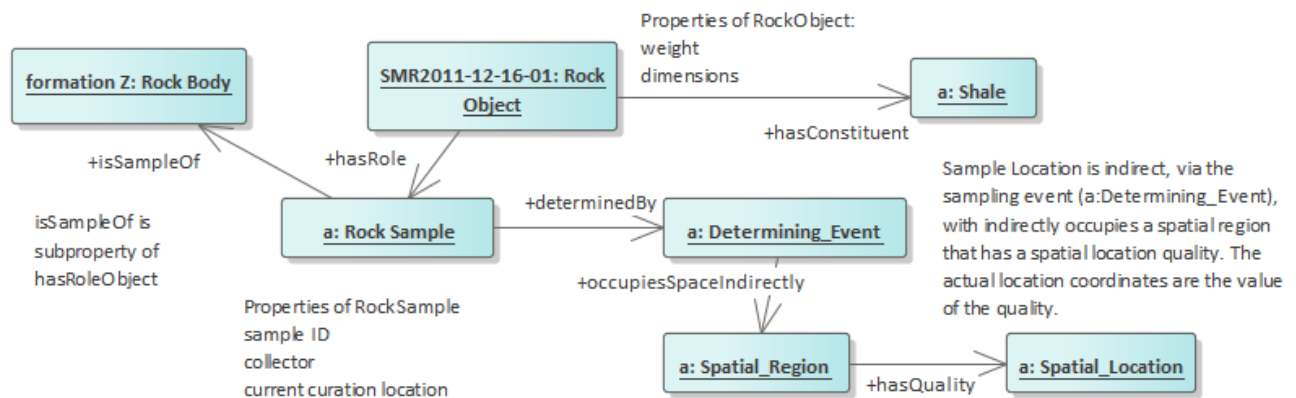 Properties of RockObject:
weight
dimensions
formation Z: Rock Body
SMR2011-12-16-01: Rock
Object
a: Shale
+hasConstituent
+isSampleOf
+hasRole
isSampleOf is
subproperty of
hasRoleObject
a: Rock Sample
+determinedBy
a: Determining_Event
Sample Location is indirect, via the
sampling event (a:Determining_Event),
with indirectly occupies a spatial region
that has a spatial location quality. The
actual location coordinates are the value
of the quality.
+occupiesSpaceIndirectly
Properties of RockSample
sample ID
collector
current curation location
a: Spatial_Region
+hasQuality
a: Spatial_Location